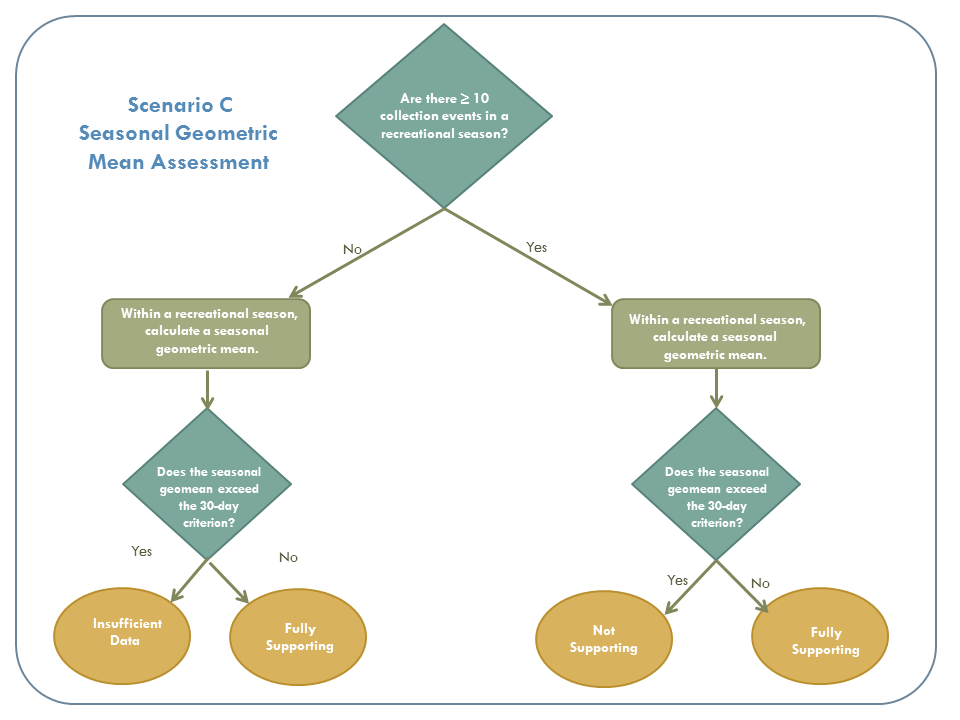 Scenario C
Seasonal Geometric
Mean Assessment
Are there ≥ 10
collection events in a
recreational season?
No
Yes
Within a recreational season,
calculate a seasonal
geometric mean.
Within a recreational season,
calculate a seasonal
geometric mean.
Does the seasonal
geomean exceed
the 30-day
criterion?
Does the seasonal
geomean exceed
the 30-day
criterion?
Yes
No
Yes
No
Insufficient
Data
Fully
Supporting
Not
Supporting
Fully
Supporting